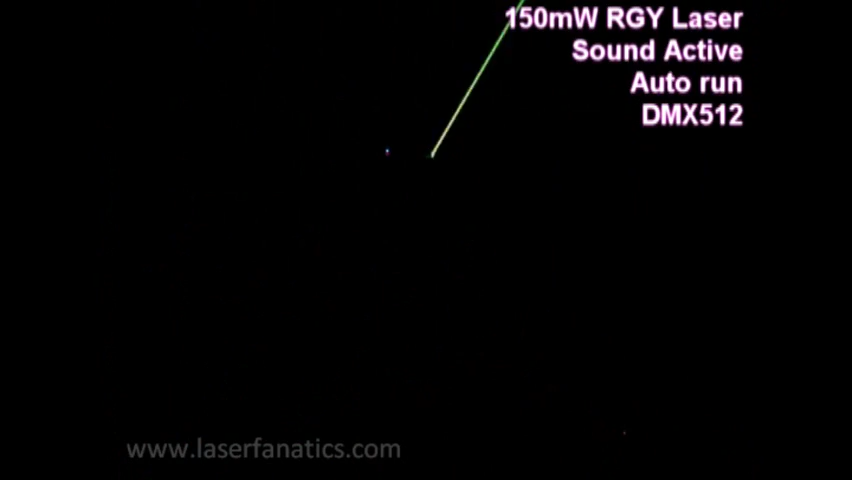 150mW RGY Laser
Sound Active
Auto run
DMX512
www.laserfanatics.com